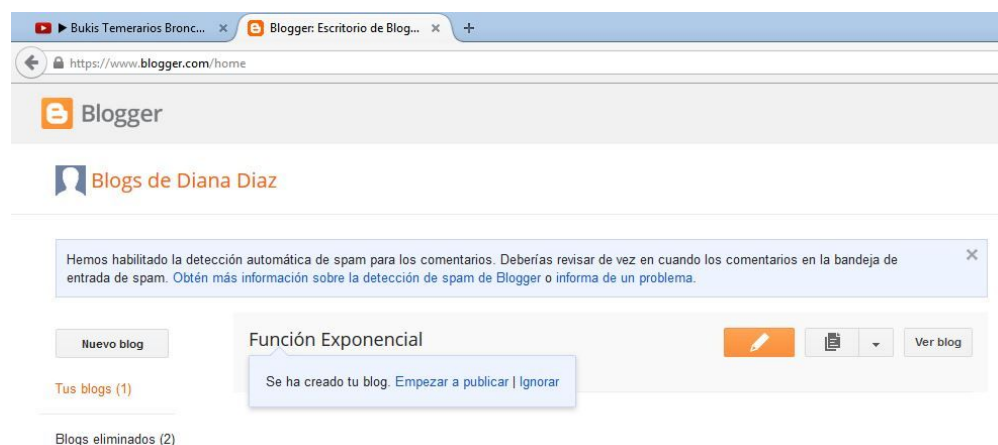 ▶ Bukis Temerarios Bronc... × Blogger: Escritorio de Blog... × +
https://www.blogger.com/home
Blogger
Blogs de Diana Diaz
Hemos habilitado la detección automática de spam para los comentarios. Deberías revisar de vez en cuando los comentarios en la bandeja de
entrada de spam. Obtén más información sobre la detección de spam de Blogger o informa de un problema.
Nuevo blog
Función Exponencial
Ver blog
Se ha creado tu blog. Empezar a publicar | Ignorar
Tus blogs (1)
Blogs eliminados (2)